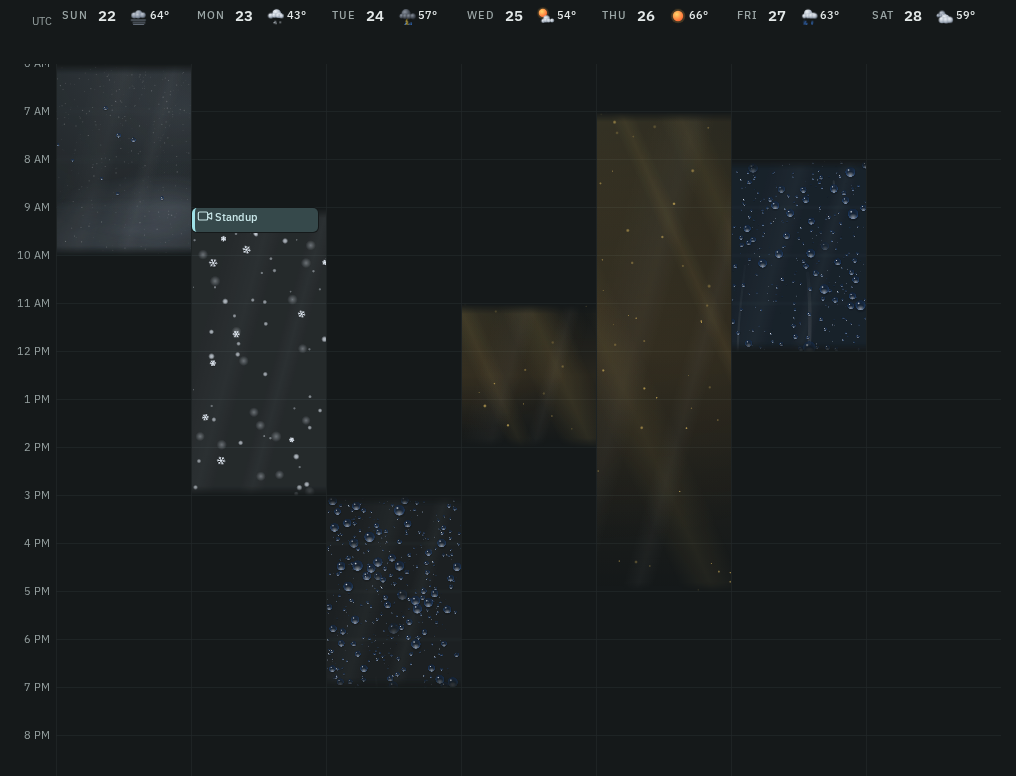 UTC
SUN 22 64°
MON 23 43°
TUE 24 57°
WED 25 54°
THU 26 66°
FRI 27 63°
SAT 28 59°
7 AM
8 AM
9 AM
Standup
10 AM
11 AM
12 PM
1 PM
2 PM
3 PM
4 PM
5 PM
6 PM
7 PM
8 PM